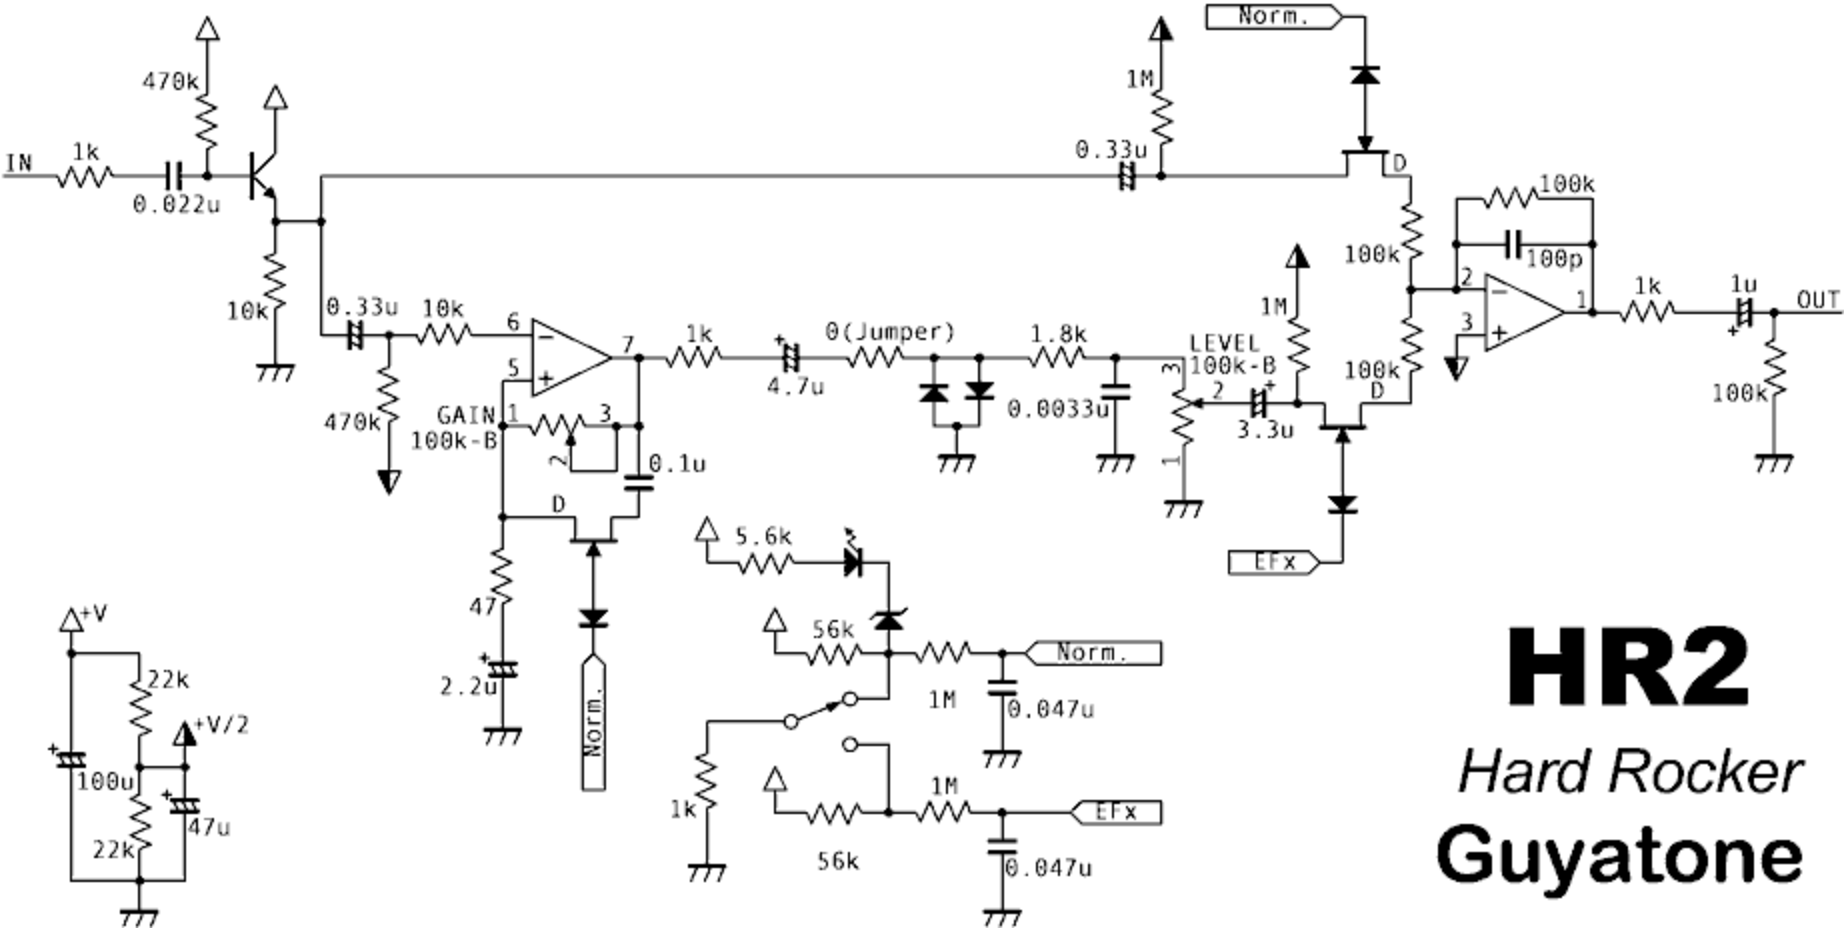 Norm.
470k
1M
IN
1k
0.022u
0.33u
D
100k
100p
100k
2
1
3
1k
1u
+
OUT
100k
10k
0.33u
10k
6
7
5
1k
+
4.7u
0(Jumper)
1.8k
0.0033u
LEVEL
100k-B
3
2
1
1M
+
3.3u
100k
D
470k
GAIN
100k-B
1
3
2
0.1u
D
47
+
2.2u
Norm.
EFx
5.6k
56k
Norm.
1M
0.047u
1k
1M
EFx
56k
0.047u
+V
22k
+V/2
+
100u
+
47u
22k
HR2
Hard Rocker
Guyatone